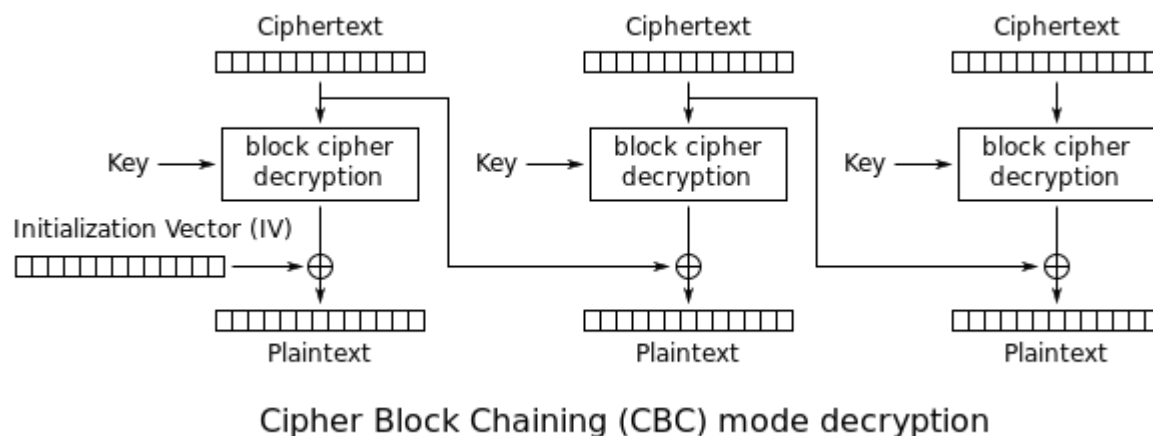 Ciphertext Ciphertext Ciphertext
Key block cipher decryption Key block cipher decryption Key block cipher decryption
Initialization Vector (IV)
Plaintext Plaintext Plaintext
Cipher Block Chaining (CBC) mode decryption